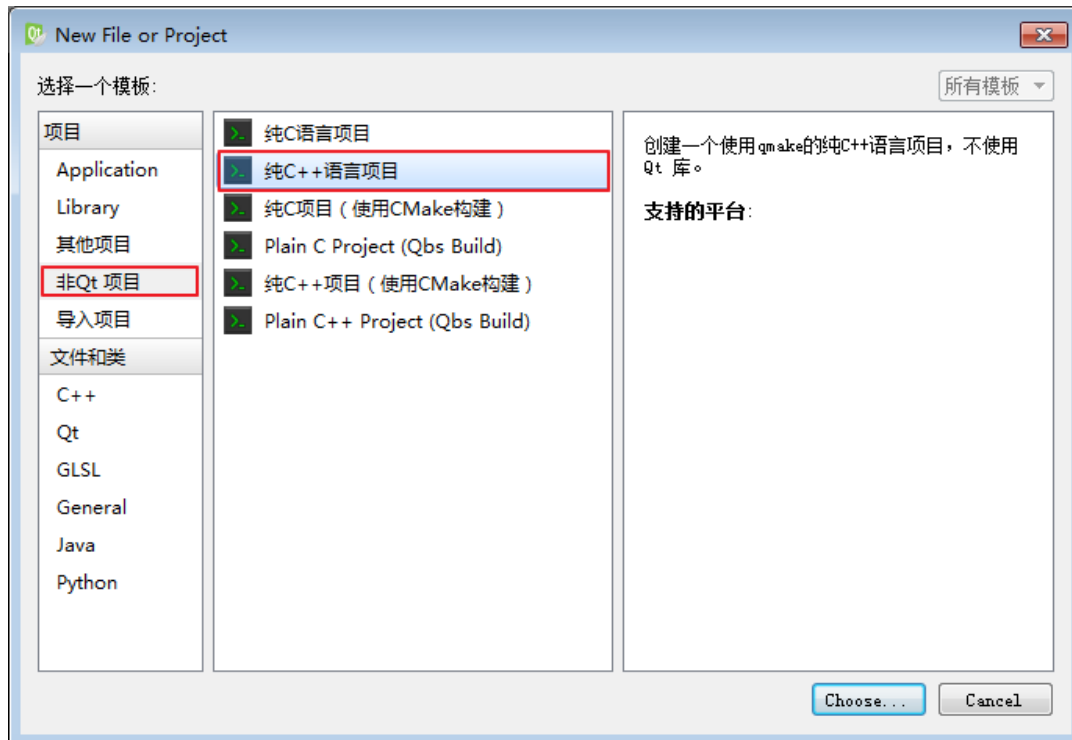 New File or Project
选择一个模板:
所有模板
项目
Application
Library
其他项目
非Qt 项目
导入项目
文件和类
C++
Qt
GLSL
General
Java
Python
纯C语言项目
纯C++语言项目
纯C项目（使用CMake构建）
Plain C Project (Qbs Build)
纯C++项目（使用CMake构建）
Plain C++ Project (Qbs Build)
创建一个使用qmake的纯C++语言项目，不使用
Qt 库。
支持的平台:
Choose...
Cancel